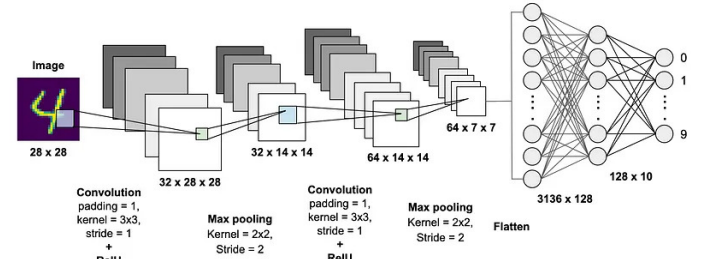 Image
28 x 28
32 x 28 x 28
32 x 14 x 14
64 x 14 x 14
64 x 7 x 7
3136 x 128
128 x 10
0
1
9
Convolution
padding = 1,
kernel = 3x3,
stride = 1
+
ReLU
Max pooling
Kernel = 2x2,
Stride = 2
Convolution
padding = 1,
kernel = 3x3,
stride = 1
+
ReLU
Max pooling
Kernel = 2x2,
Stride = 2
Flatten